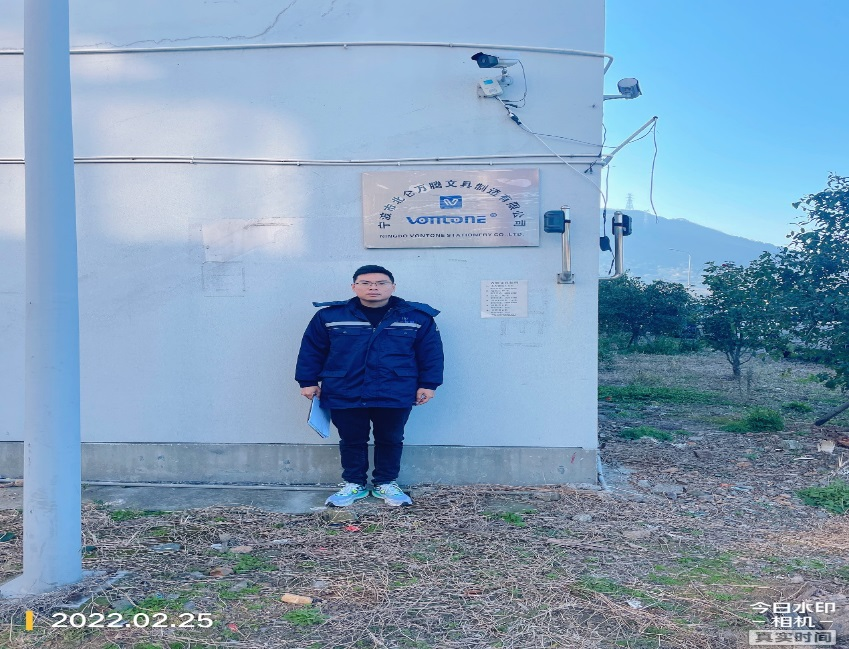 宁波市北仑万腾文具制造有限公司
VONTONE ®
NINGBO VONTONE STATIONERY CO., LTD
2022.02.25
今日水印
相机
真实时间